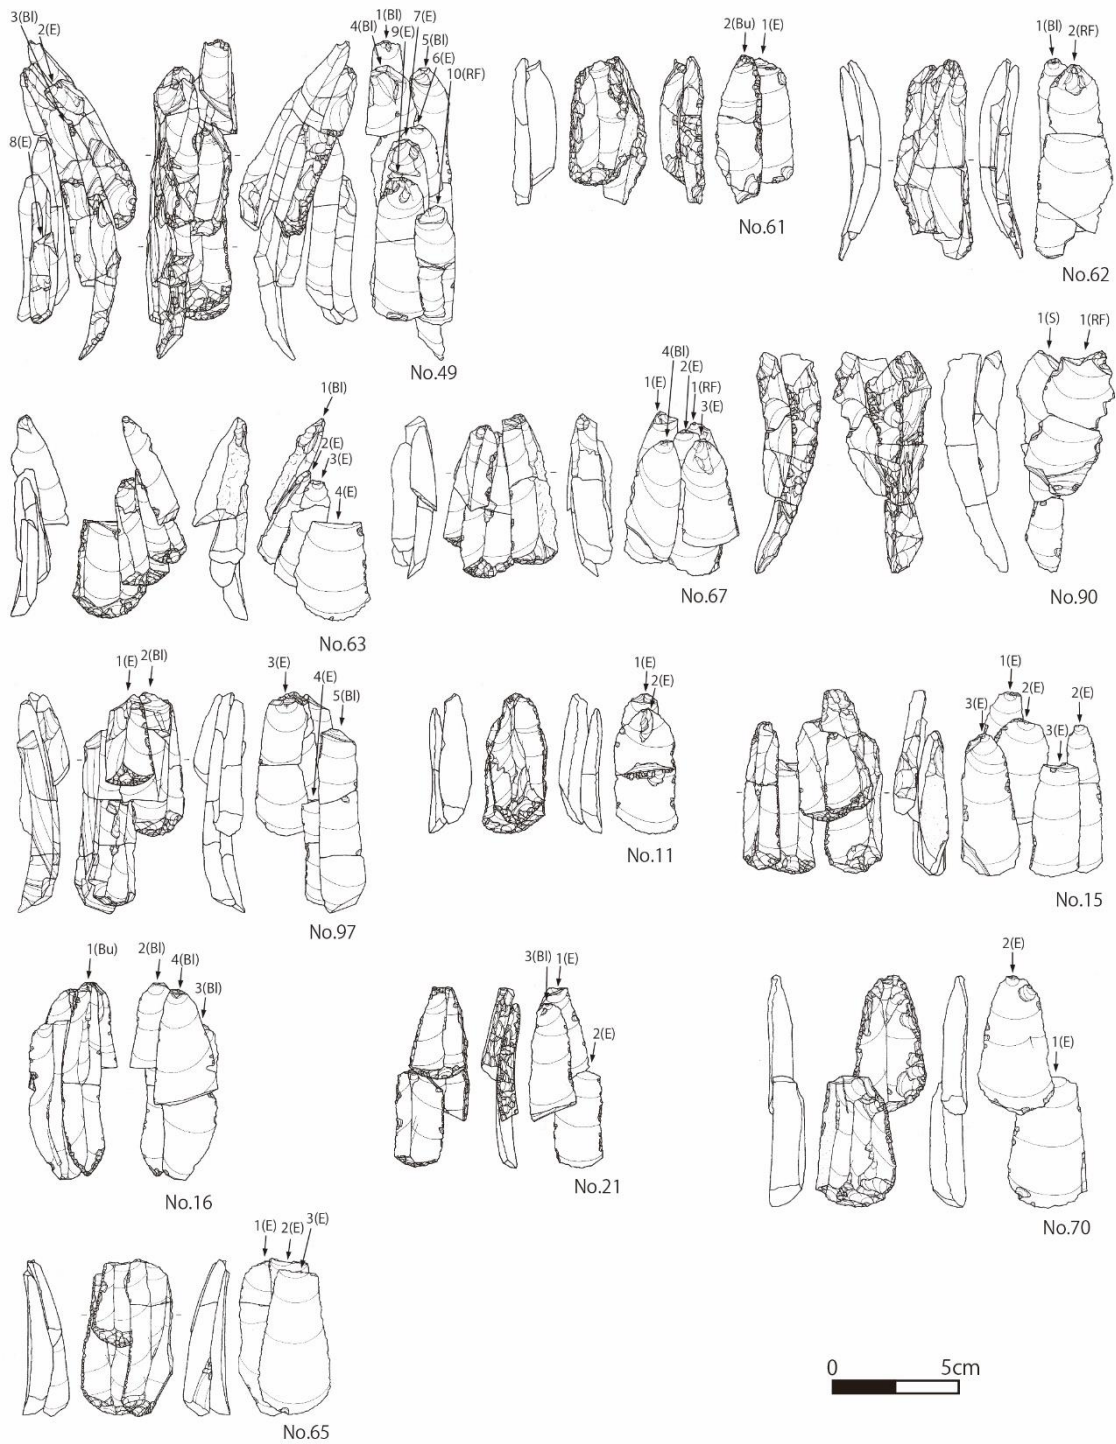 3(Bl)
2(E)
8(E)
1(Bl)
7(E)
4(Bl)
9(E)
5(Bl)
6(E)
10(RF)
No.49
2(Bu)
1(E)
No.61
1(Bl)
2(RF)
No.62
1(Bl)
2(E)
3(E)
4(E)
No.63
4(Bl)
2(E)
1(E)
1(RF)
3(E)
No.67
1(S)
1(RF)
No.90
1(E)
2(Bl)
3(E)
4(E)
5(Bl)
No.97
1(E)
2(E)
No.11
1(E)
3(E)
2(E)
2(E)
3(E)
No.15
1(Bu)
2(Bl)
4(Bl)
3(Bl)
No.16
3(Bl)
1(E)
2(E)
No.21
2(E)
1(E)
No.70
1(E)
2(E)
3(E)
No.65
0
5cm